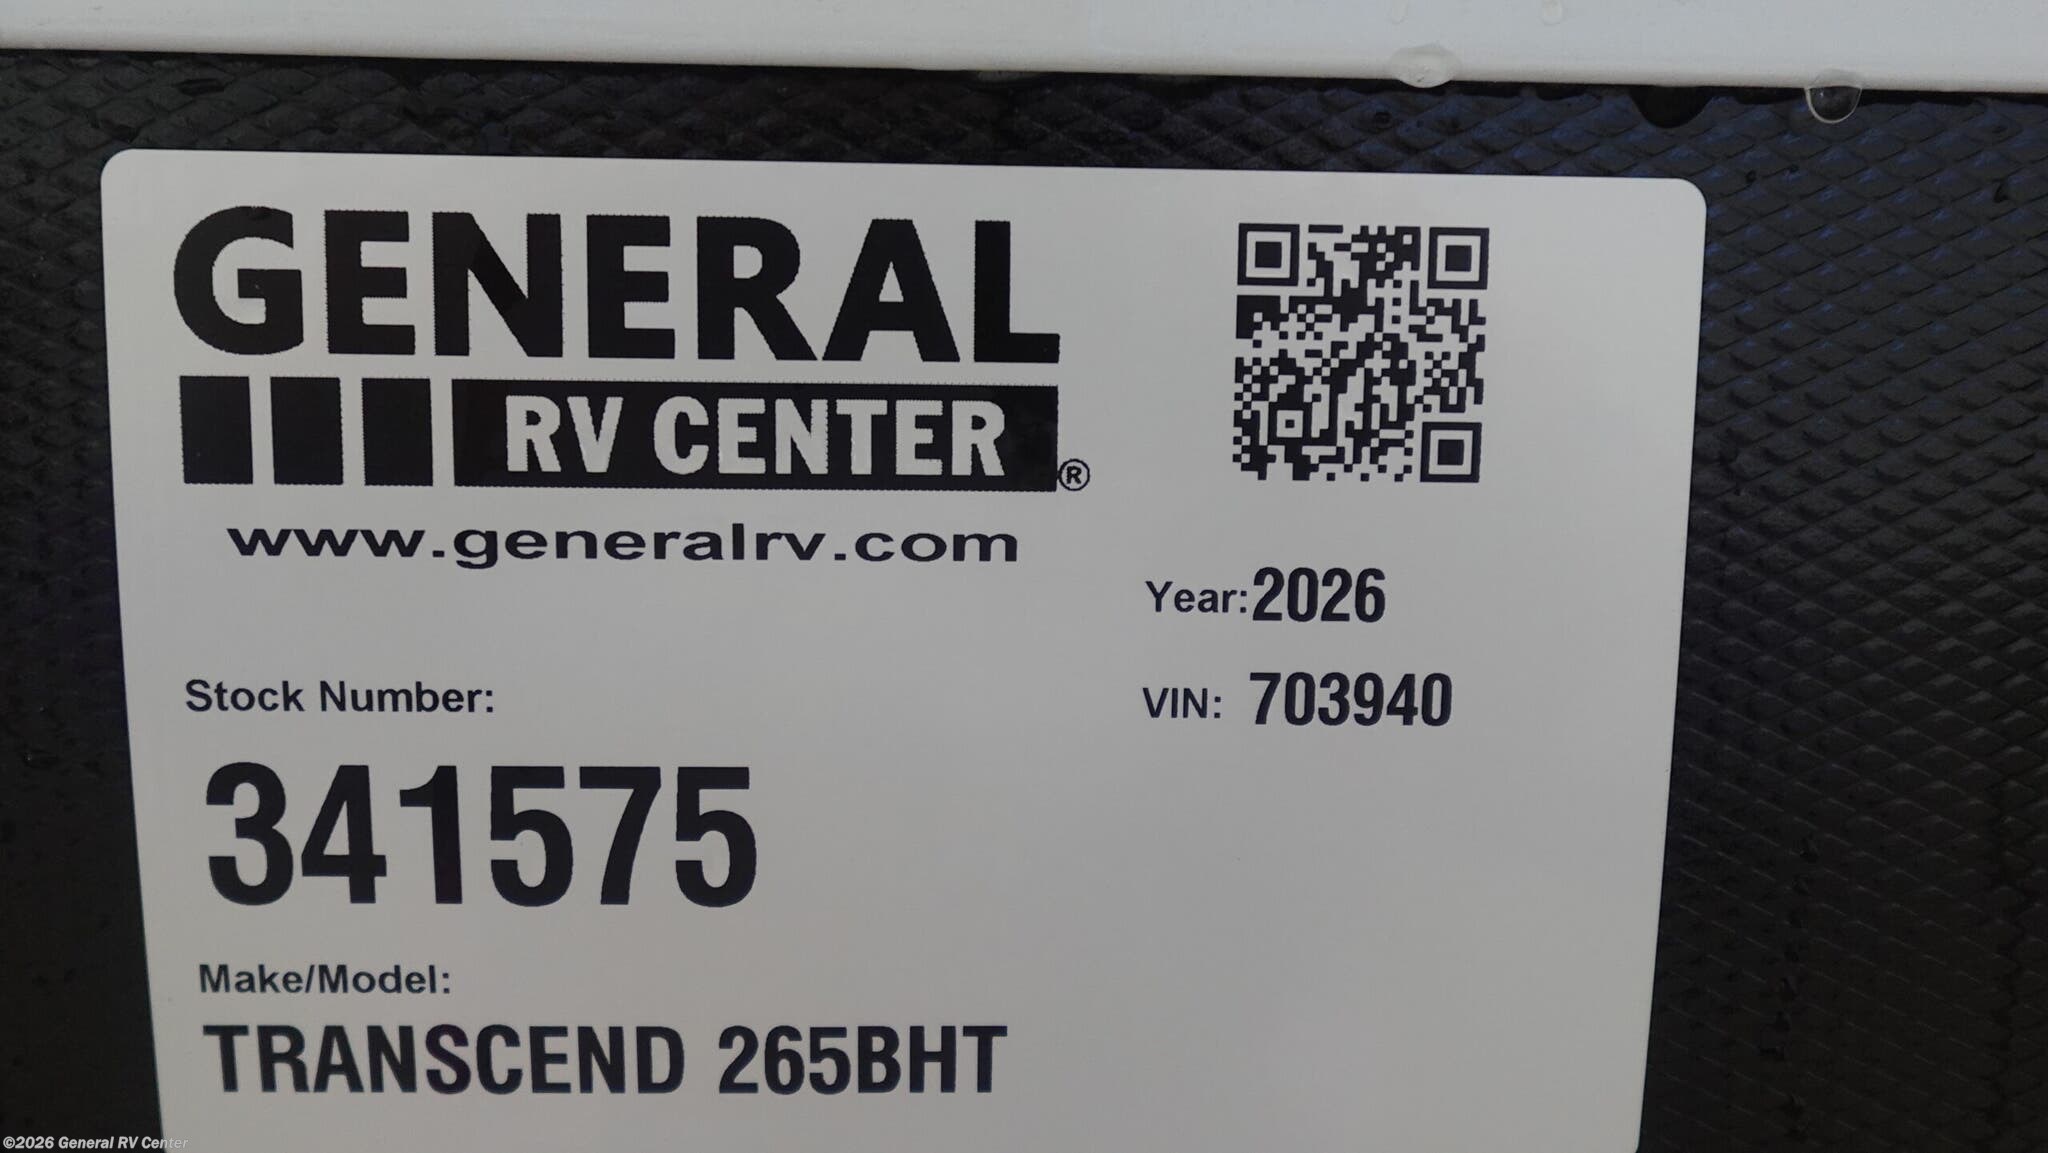 GENERAL
RV CENTER®
www.generalrv.com
Year: 2026
VIN: 703940
Stock Number:
341575
Make/Model:
TRANSCEND 265BHT
©2026 General RV Center